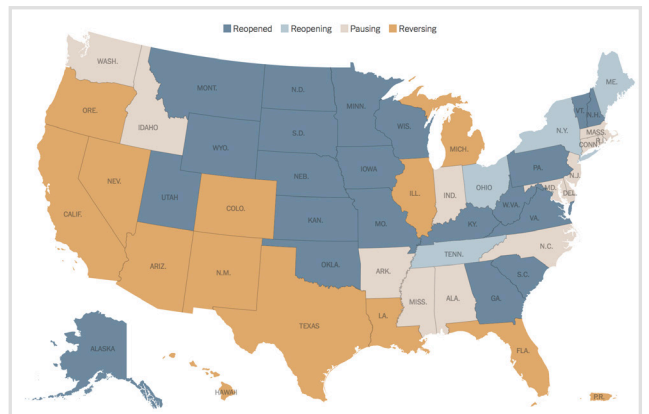 Reopened Reopening Pausing Reversing
WASH.
MONT.
N.D.
MINN.
ME.
ORE.
IDAHO
S.D.
WIS.
VT.
N.H.
N.Y.
MASS.
WYO.
MICH.
CONN.
R.I.
IOWA
PA.
N.J.
NEB.
OHIO
NEV.
UTAH
ILL.
IND.
MD.
DEL.
COLO.
W.VA.
VA.
CALIF.
KAN.
MO.
KY.
N.C.
TENN.
OKLA.
ARK.
S.C.
ARIZ.
N.M.
MISS.
ALA.
GA.
TEXAS
LA.
ALASKA
FLA.
HAWAII
P.R.